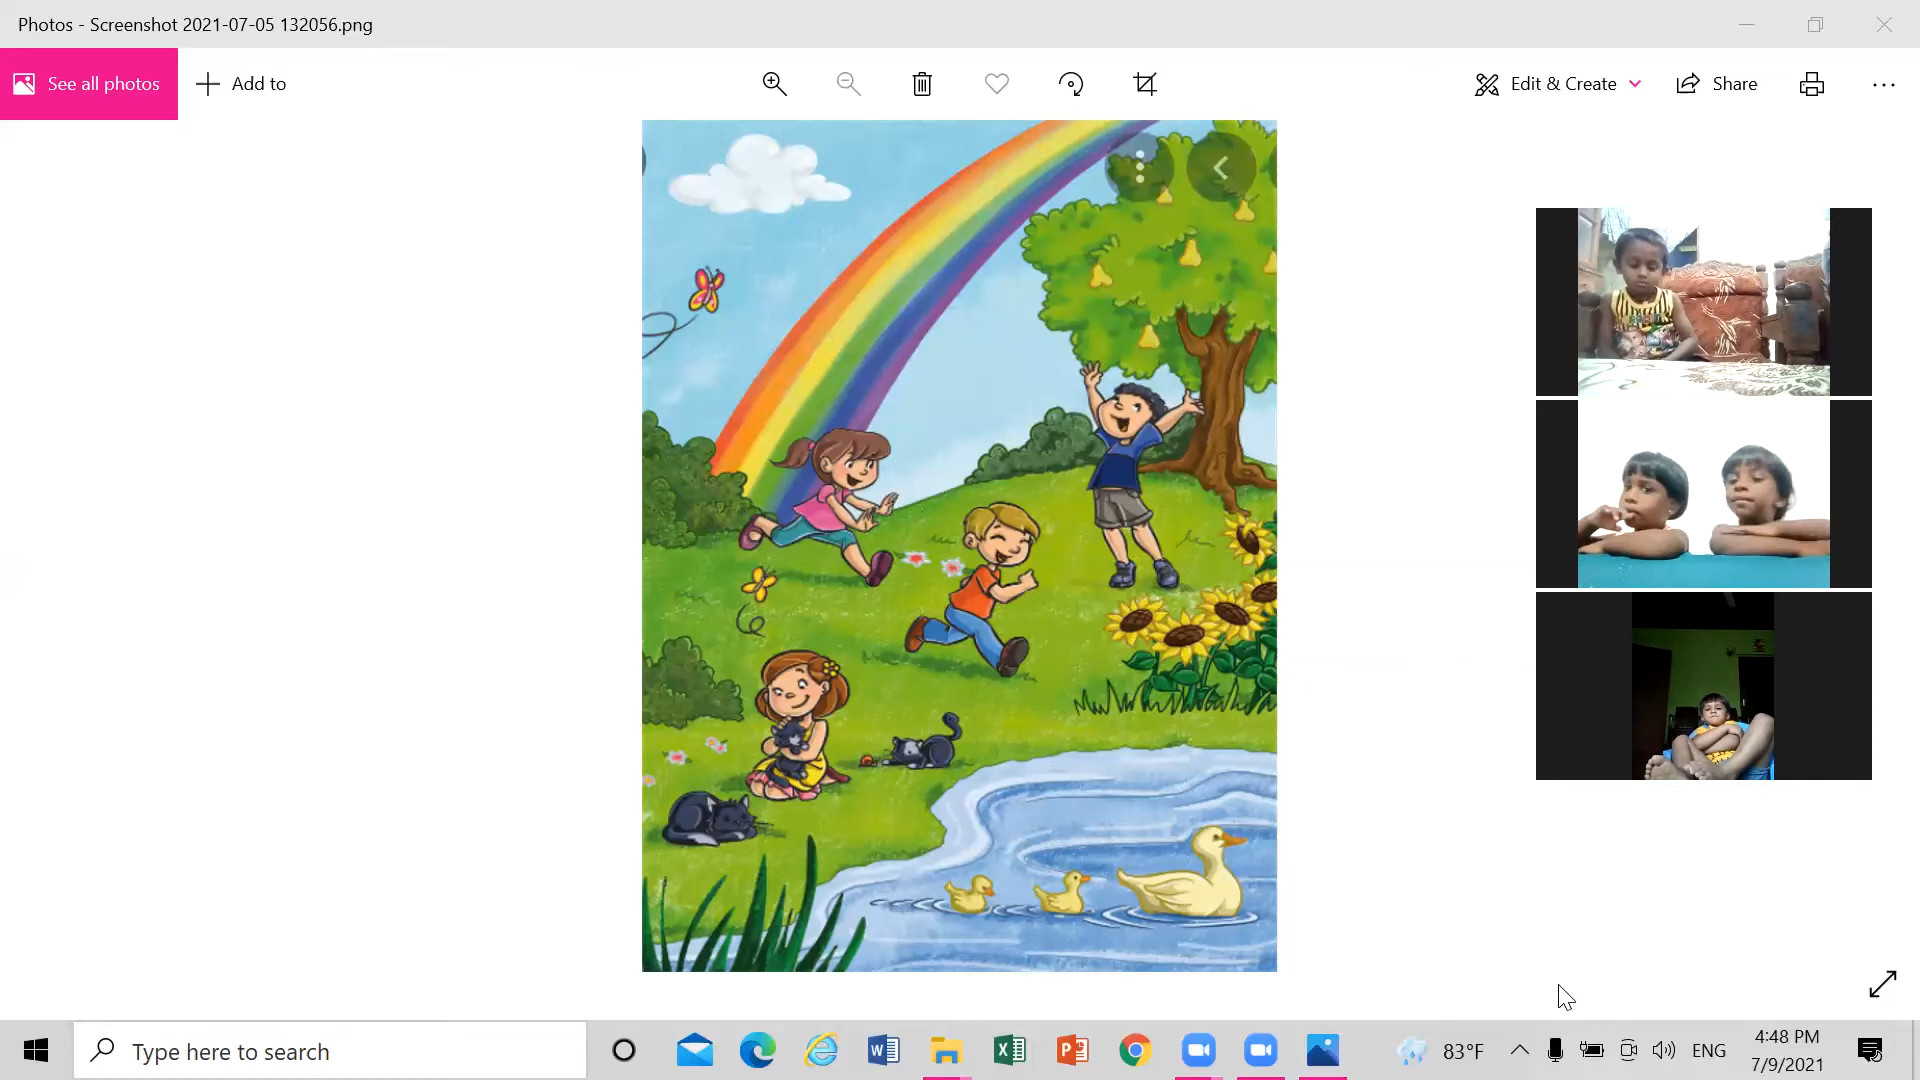 Photos - Screenshot 2021-07-05 132056.png
See all photos
Add to
Edit & Create
Share
Type here to search
83°F
ENG
4:48 PM
7/9/2021